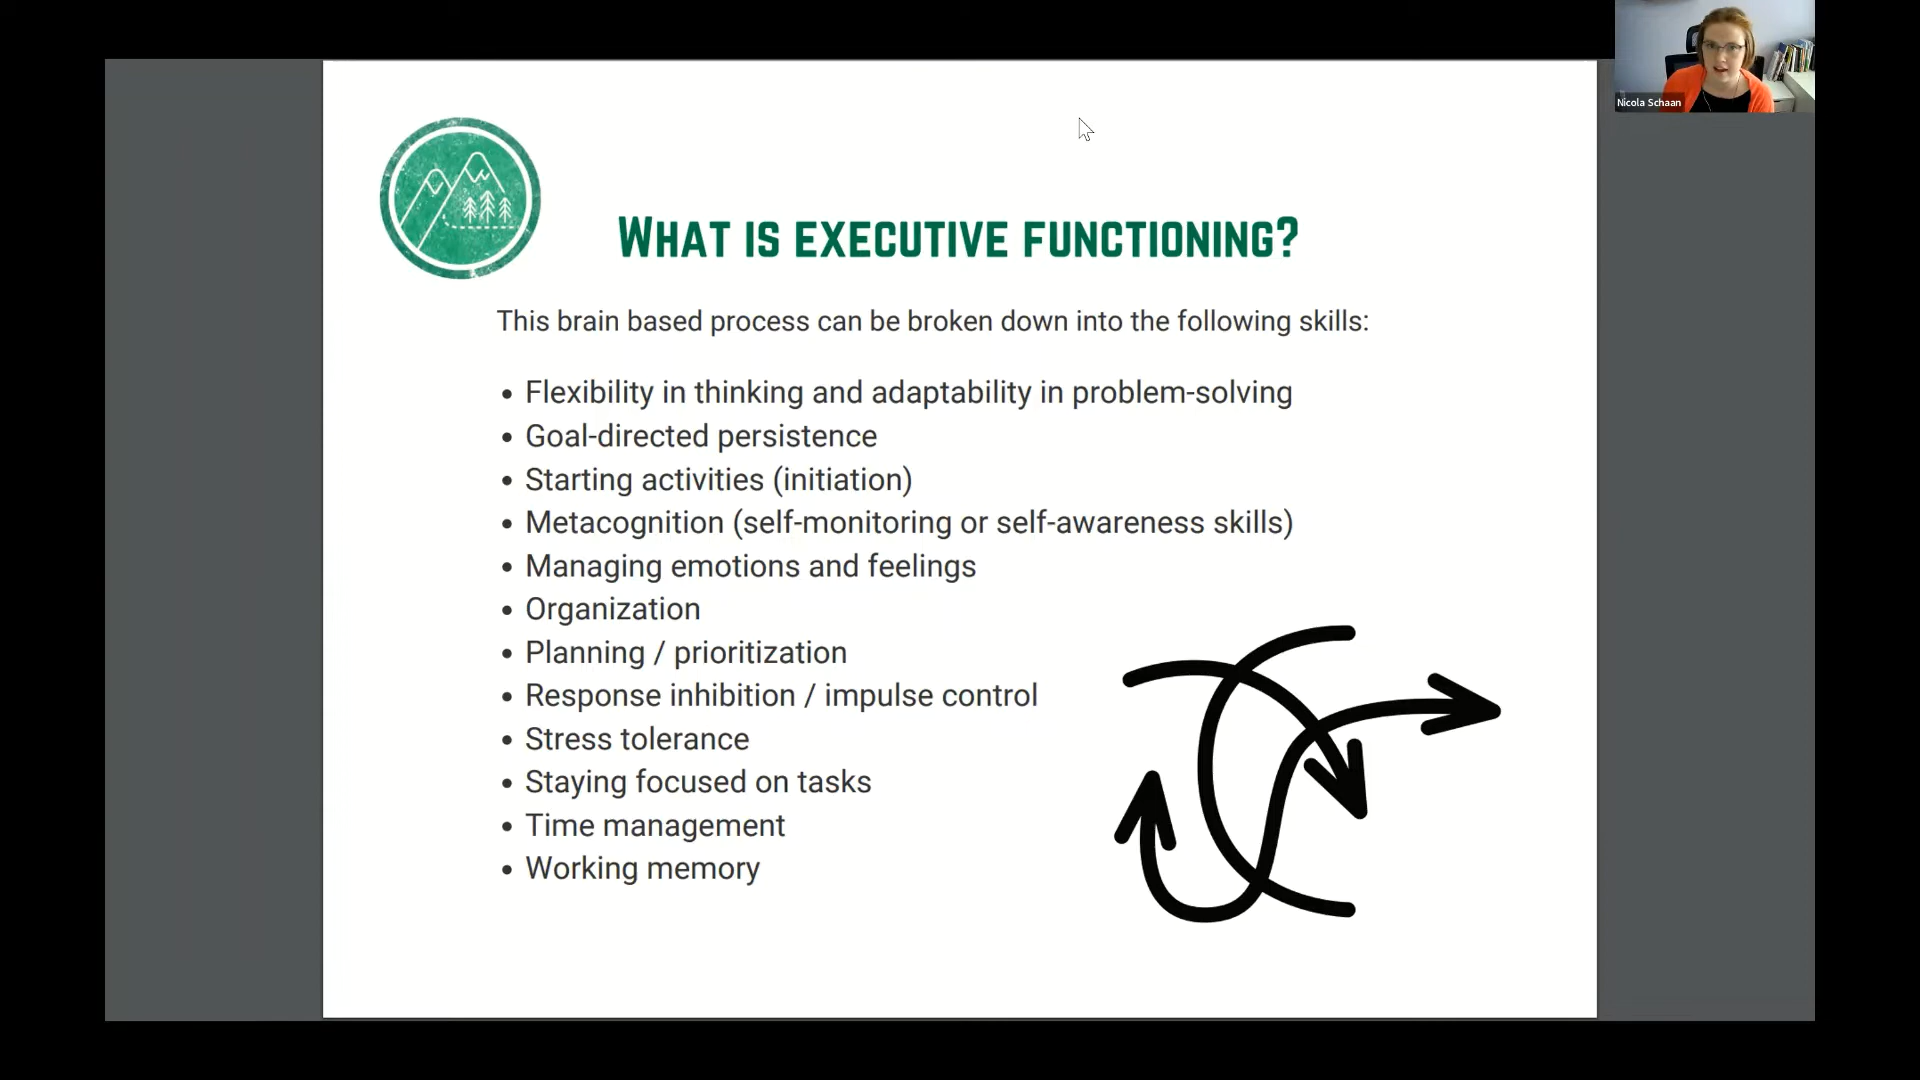 Nicola Schaan
What is executive functioning?
This brain based process can be broken down into the following skills:
• Flexibility in thinking and adaptability in problem-solving
• Goal-directed persistence
• Starting activities (initiation)
• Metacognition (self-monitoring or self-awareness skills)
• Managing emotions and feelings
• Organization
• Planning / prioritization
• Response inhibition / impulse control
• Stress tolerance
• Staying focused on tasks
• Time management
• Working memory